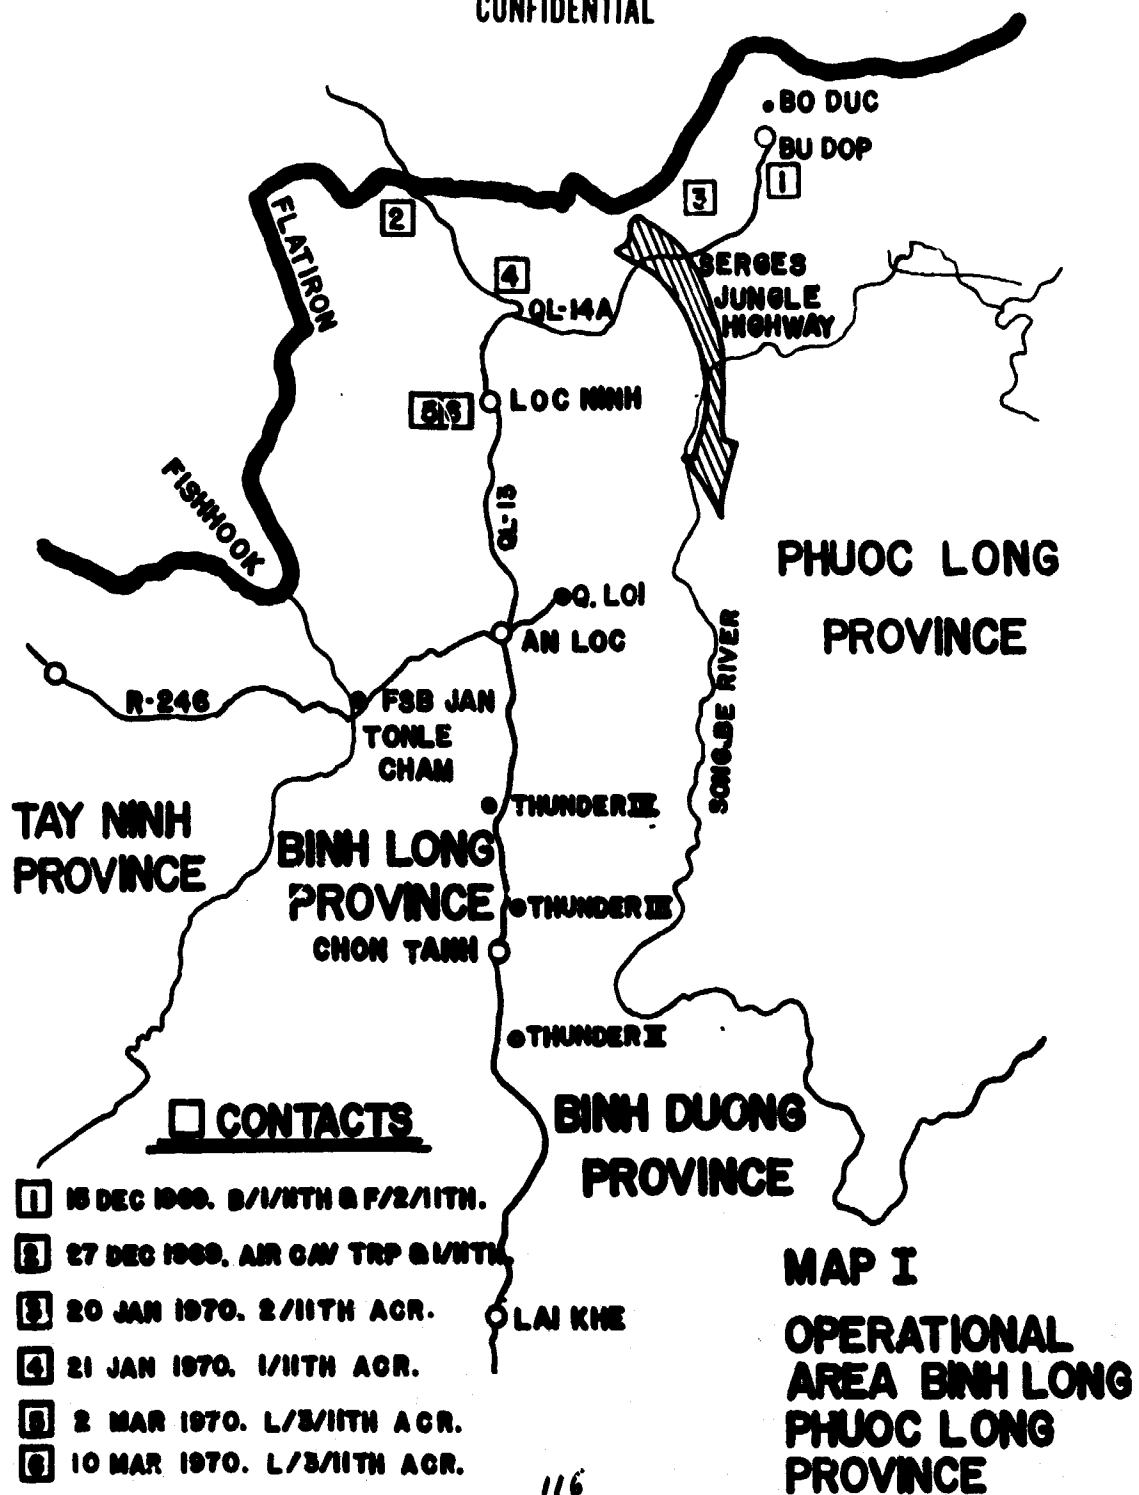 CONFIDENTIAL
BO DUC
BU DOP
1
3
2
FLATIRON
4
SERGES
JUNGLE
HIGHWAY
QL-14A
5
6
LOC NINH
FISHHOOK
QL-13
PHUOC LONG
PROVINCE
Q. LOI
AN LOC
SONG BE RIVER
R-246
FSB JAN
TONLE
CHAM
TAY NINH
PROVINCE
THUNDER IV
BINH LONG
PROVINCE
THUNDER III
CHON TANH
THUNDER II
BINH DUONG
PROVINCE
CONTACTS
1 15 DEC 1969. B/1/11TH & F/2/11TH.
2 27 DEC 1969. AIR CAV TRP & 1/11TH.
3 20 JAN 1970. 2/11TH ACR.
4 21 JAN 1970. 1/11TH ACR.
5 2 MAR 1970. L/3/11TH ACR.
6 10 MAR 1970. L/3/11TH ACR.
LAI KHE
MAP I
OPERATIONAL
AREA BINH LONG
PHUOC LONG
PROVINCE
116